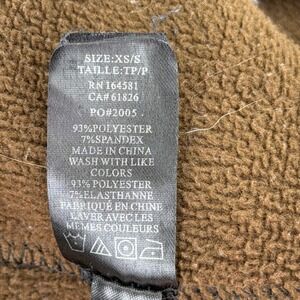 SIZE:XS/S
TAILLE:TP/P
RN 164581
CA# 61826
PO#2005
93%POLYESTER
7%SPANDEX
MADE IN CHINA
WASH WITH LIKE
COLORS
93% POLYESTER
7%ELASTHANNE
FABRIQUÉ EN CHINE
LAVER AVEC LES
MÊMES COULEURS